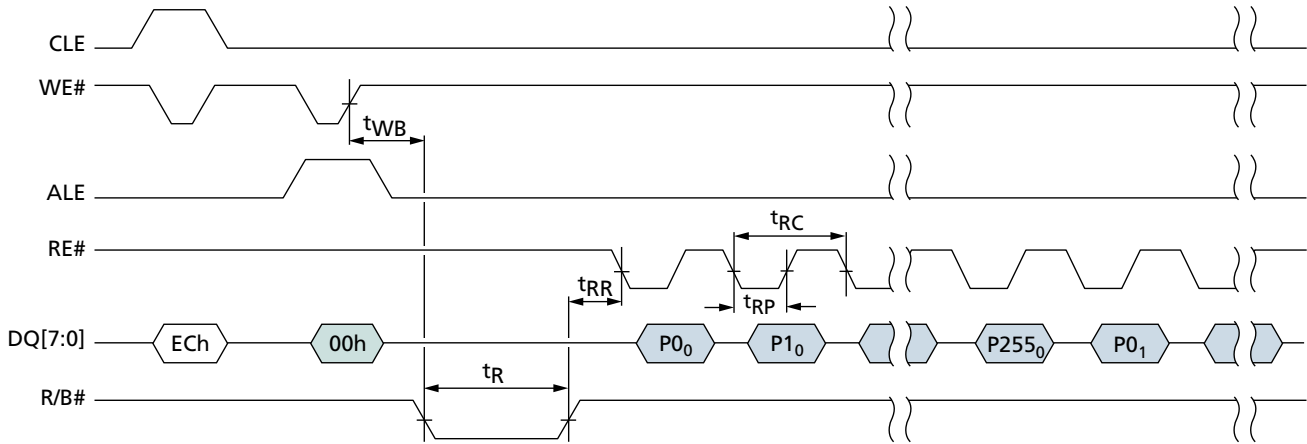 CLE
WE#
tWB
ALE
tRC
RE#
tRR
tRP
DQ[7:0] ECh 00h P0₀ P1₀ P255₀ P0₁
tR
R/B#